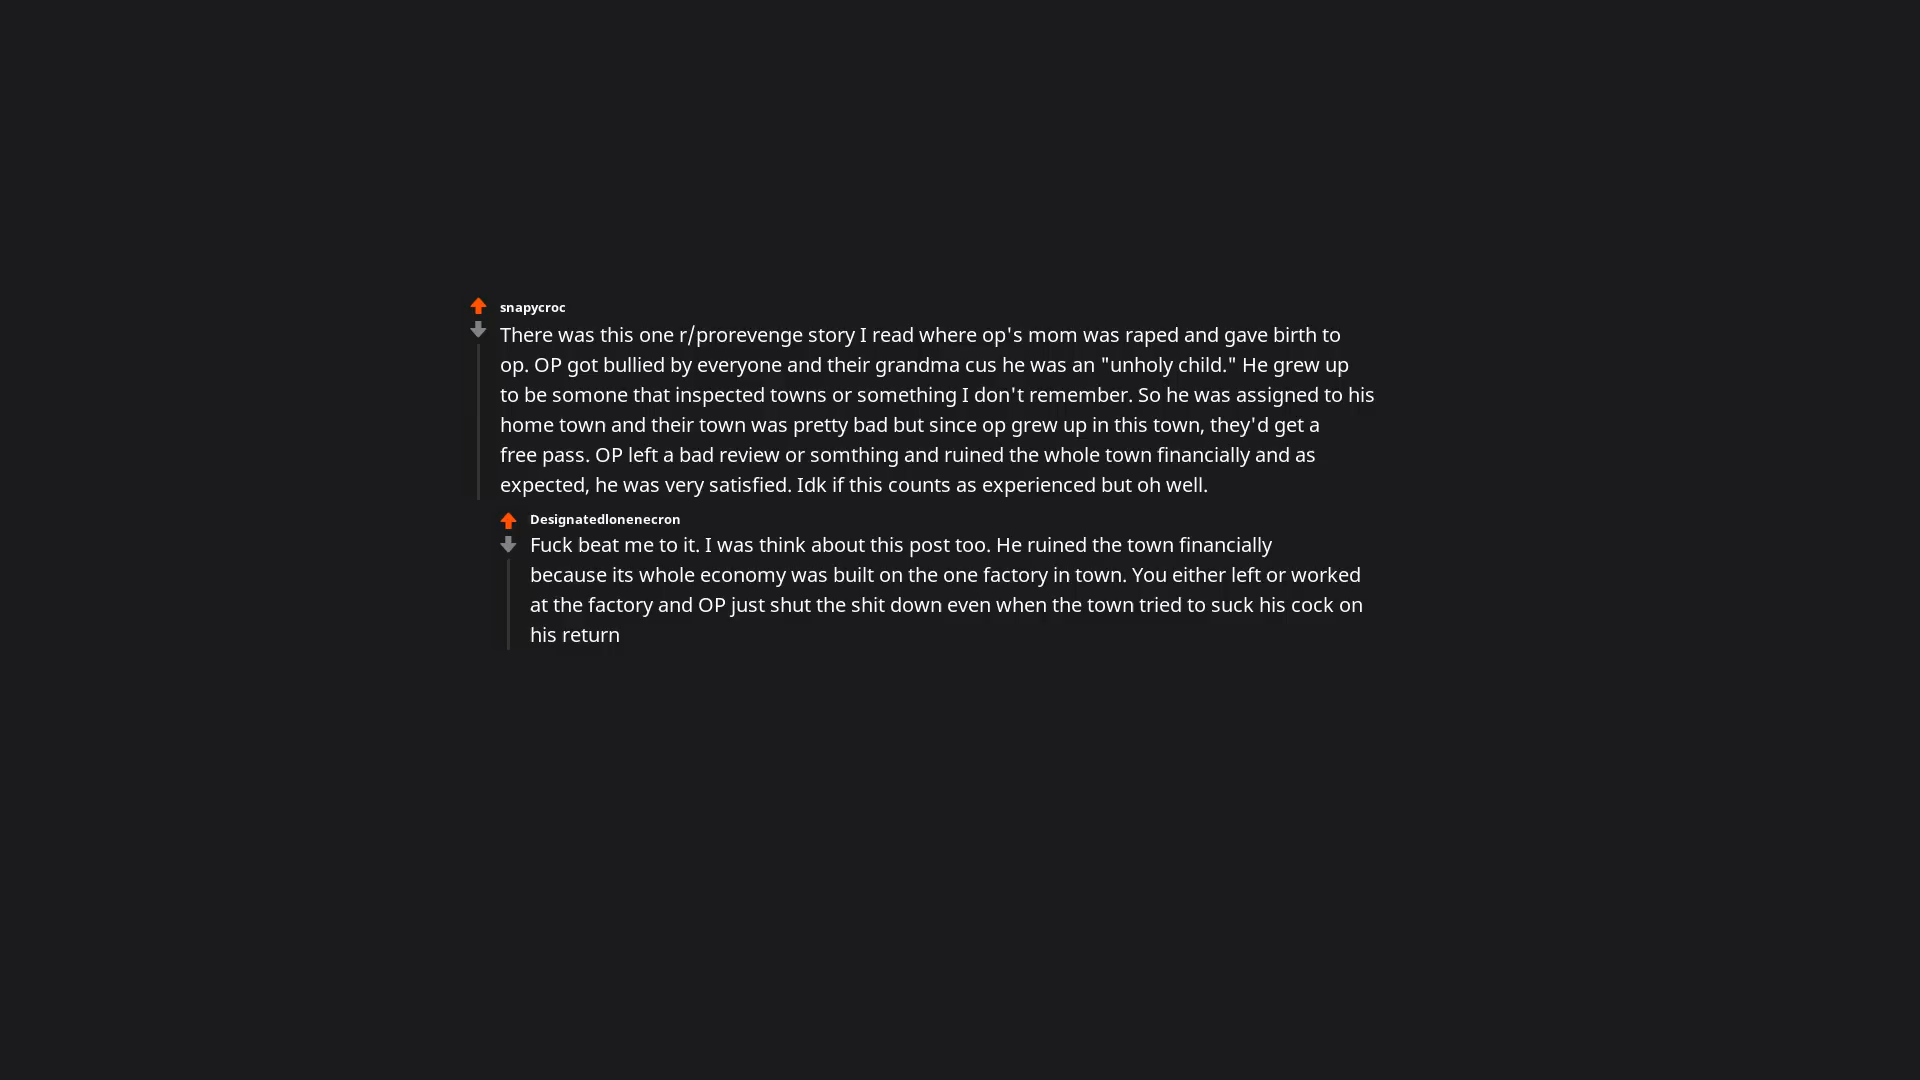 snapycroc
There was this one r/prorevenge story I read where op's mom was raped and gave birth to
op. OP got bullied by everyone and their grandma cus he was an "unholy child." He grew up
to be somone that inspected towns or something I don't remember. So he was assigned to his
home town and their town was pretty bad but since op grew up in this town, they'd get a
free pass. OP left a bad review or somthing and ruined the whole town financially and as
expected, he was very satisfied. Idk if this counts as experienced but oh well.
Designatedlonenecron
Fuck beat me to it. I was think about this post too. He ruined the town financially
because its whole economy was built on the one factory in town. You either left or worked
at the factory and OP just shut the shit down even when the town tried to suck his cock on
his return